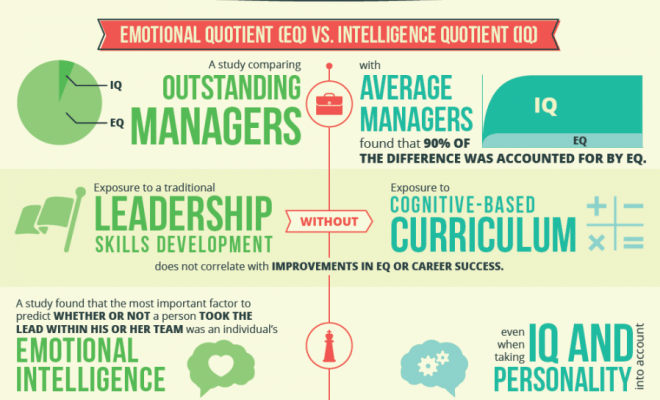 EMOTIONAL QUOTIENT (EQ) VS. INTELLIGENCE QUOTIENT (IQ)
A study comparing
OUTSTANDING
MANAGERS
IQ
EQ
with
AVERAGE
MANAGERS
found that 90% OF
THE DIFFERENCE WAS ACCOUNTED FOR BY EQ.
IQ
EQ
Exposure to a traditional
LEADERSHIP
SKILLS DEVELOPMENT
WITHOUT
Exposure to
COGNITIVE-BASED
CURRICULUM
does not correlate with IMPROVEMENTS IN EQ OR CAREER SUCCESS.
A study found that the most important factor to
predict WHETHER OR NOT a person TOOK THE
LEAD WITHIN HIS OR HER TEAM was an individual's
EMOTIONAL
INTELLIGENCE
even
when
taking
IQ AND
PERSONALITY
into account